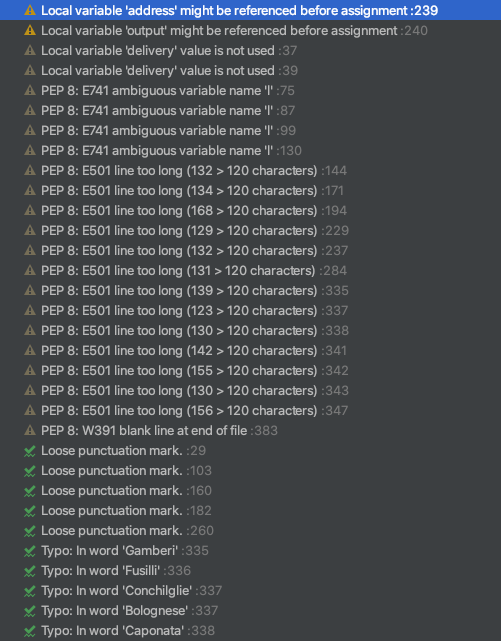 Local variable 'address' might be referenced before assignment :239
Local variable 'output' might be referenced before assignment :240
Local variable 'delivery' value is not used :37
Local variable 'delivery' value is not used :39
PEP 8: E741 ambiguous variable name 'l' :75
PEP 8: E741 ambiguous variable name 'l' :87
PEP 8: E741 ambiguous variable name 'l' :99
PEP 8: E741 ambiguous variable name 'l' :130
PEP 8: E501 line too long (132 > 120 characters) :144
PEP 8: E501 line too long (134 > 120 characters) :171
PEP 8: E501 line too long (168 > 120 characters) :194
PEP 8: E501 line too long (129 > 120 characters) :229
PEP 8: E501 line too long (132 > 120 characters) :237
PEP 8: E501 line too long (131 > 120 characters) :284
PEP 8: E501 line too long (139 > 120 characters) :335
PEP 8: E501 line too long (123 > 120 characters) :337
PEP 8: E501 line too long (130 > 120 characters) :338
PEP 8: E501 line too long (142 > 120 characters) :341
PEP 8: E501 line too long (155 > 120 characters) :342
PEP 8: E501 line too long (130 > 120 characters) :343
PEP 8: E501 line too long (156 > 120 characters) :347
PEP 8: W391 blank line at end of file :383
Loose punctuation mark. :29
Loose punctuation mark. :103
Loose punctuation mark. :160
Loose punctuation mark. :182
Loose punctuation mark. :260
Typo: In word 'Gamberi' :335
Typo: In word 'Fusilli' :336
Typo: In word 'Conchilglie' :337
Typo: In word 'Bolognese' :337
Typo: In word 'Caponata' :338